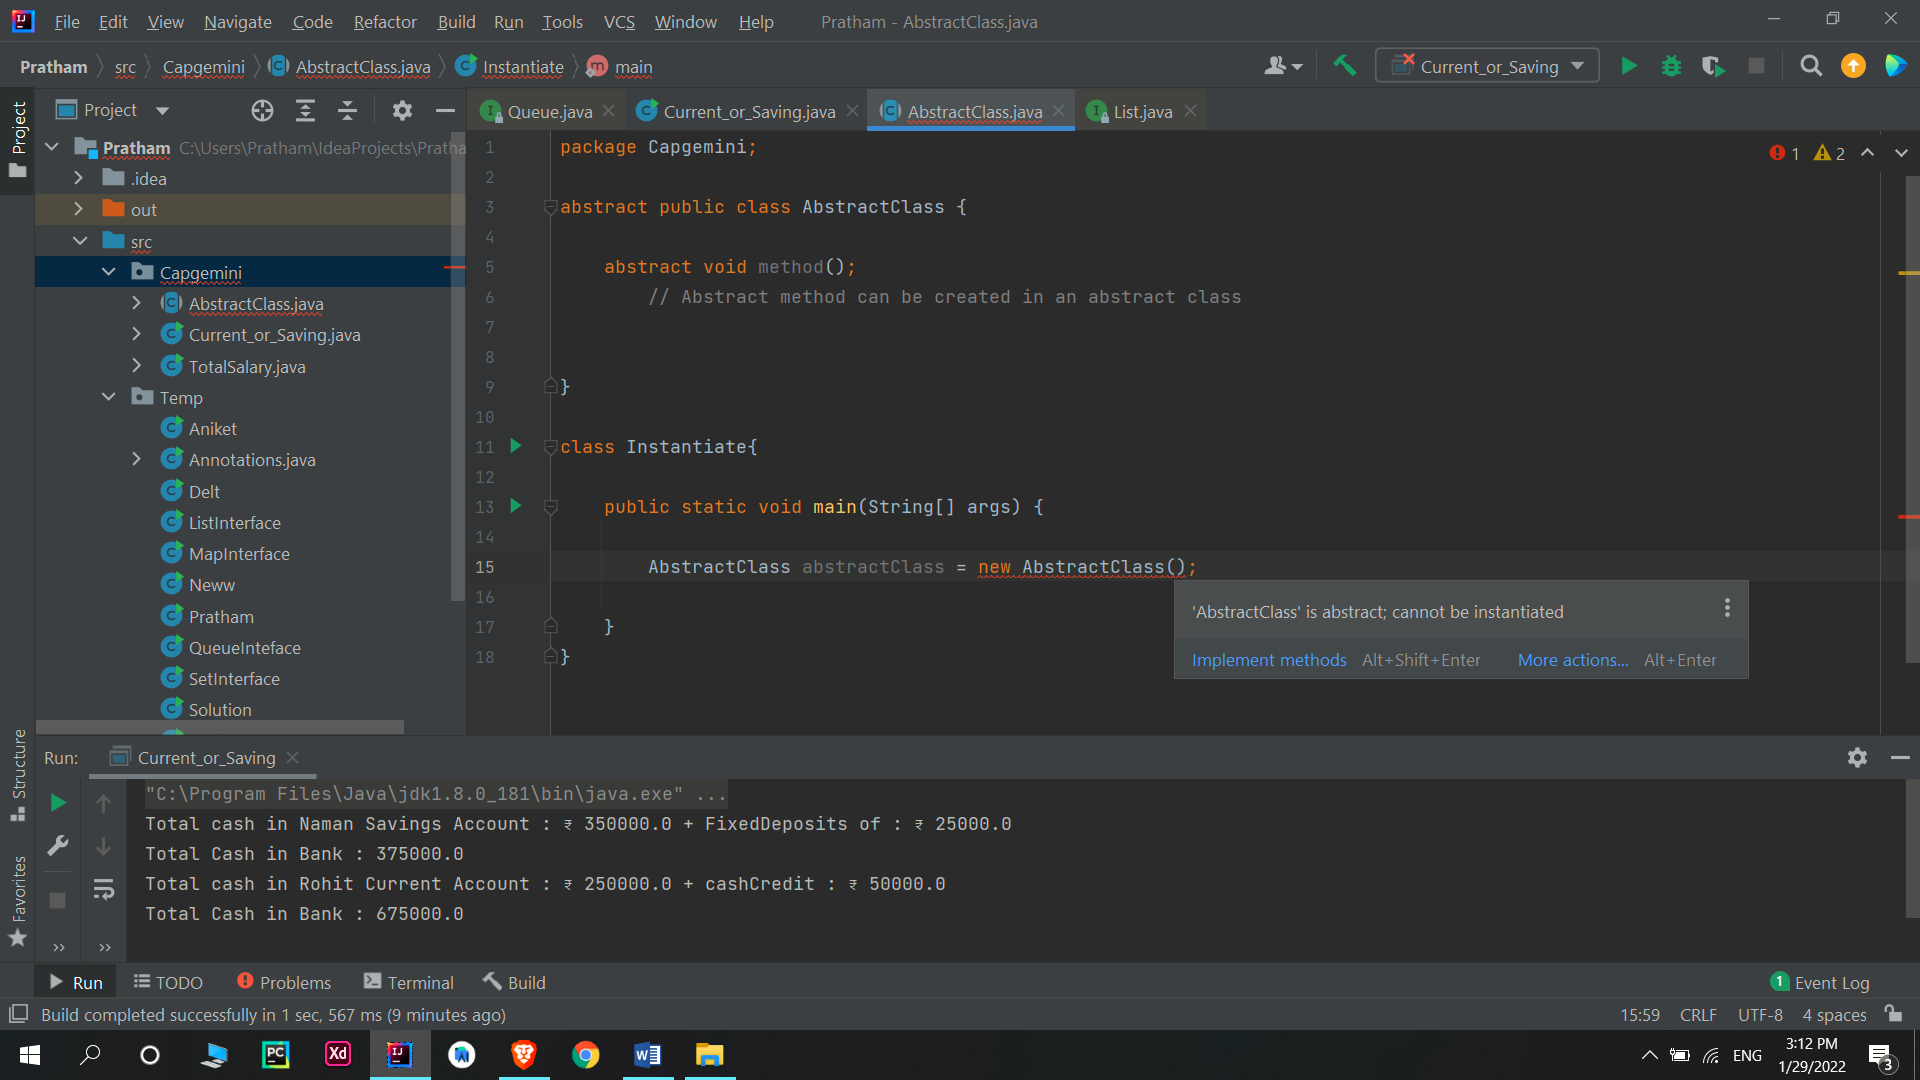 File Edit View Navigate Code Refactor Build Run Tools VCS Window Help Pratham - AbstractClass.java
Pratham src Capgemini AbstractClass.java Instantiate main Current_or_Saving
Project
Project
Queue.java Current_or_Saving.java AbstractClass.java List.java
Pratham C:\Users\Pratham\IdeaProjects\Pratha
.idea
out
src
Capgemini
AbstractClass.java
Current_or_Saving.java
TotalSalary.java
Temp
Aniket
Annotations.java
Delt
ListInterface
MapInterface
Neww
Pratham
QueueInteface
SetInterface
Solution
1 package Capgemini;
1 2
2
3 abstract public class AbstractClass {
4
5 abstract void method();
6 // Abstract method can be created in an abstract class
7
8
9 }
10
11 class Instantiate{
12
13 public static void main(String[] args) {
14
15 AbstractClass abstractClass = new AbstractClass();
16
17 }
18 }
'AbstractClass' is abstract; cannot be instantiated
Implement methods Alt+Shift+Enter More actions... Alt+Enter
Structure
Favorites
Run: Current_or_Saving
"C:\Program Files\Java\jdk1.8.0_181\bin\java.exe" ...
Total cash in Naman Savings Account : ₹ 350000.0 + FixedDeposits of : ₹ 25000.0
Total Cash in Bank : 375000.0
Total cash in Rohit Current Account : ₹ 250000.0 + cashCredit : ₹ 50000.0
Total Cash in Bank : 675000.0
Run TODO Problems Terminal Build 1 Event Log
Build completed successfully in 1 sec, 567 ms (9 minutes ago) 15:59 CRLF UTF-8 4 spaces
ENG 3:12 PM
1/29/2022 3